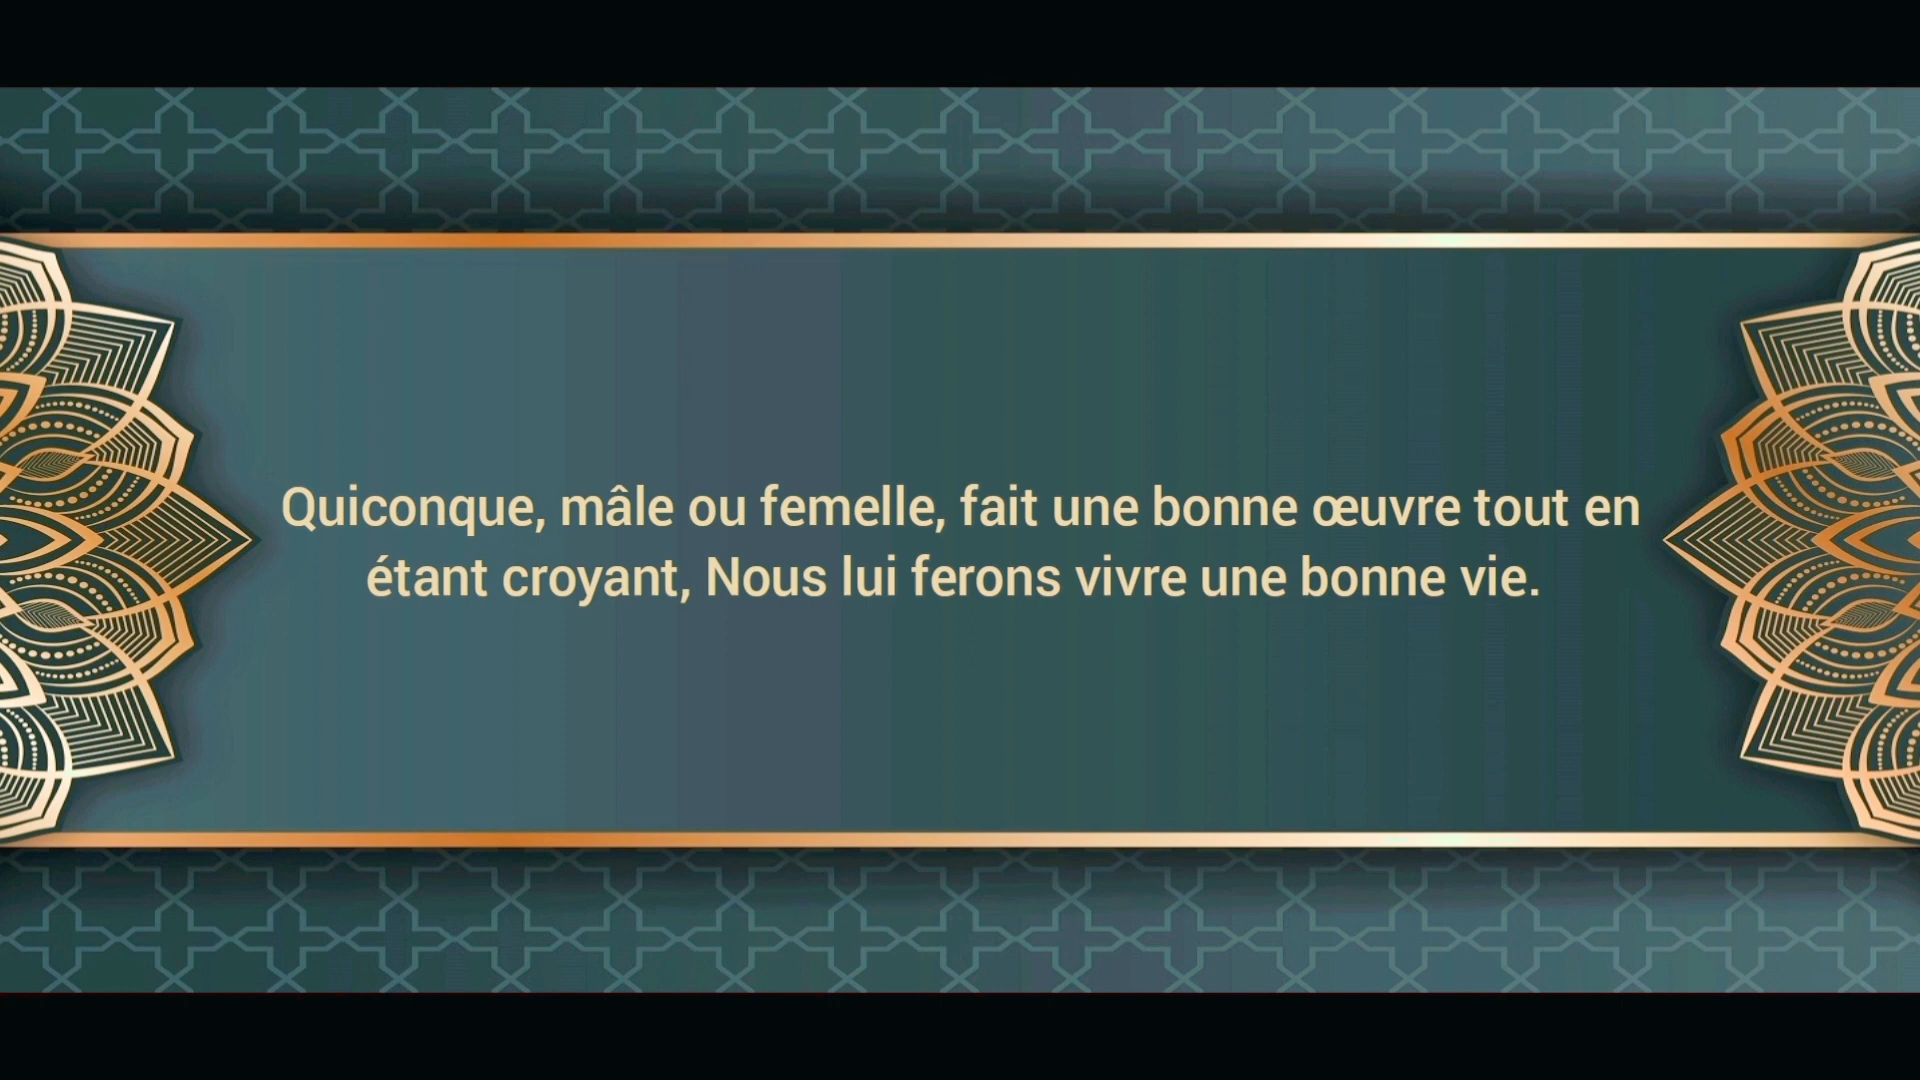 Quiconque, mâle ou femelle, fait une bonne œuvre tout en
étant croyant, Nous lui ferons vivre une bonne vie.